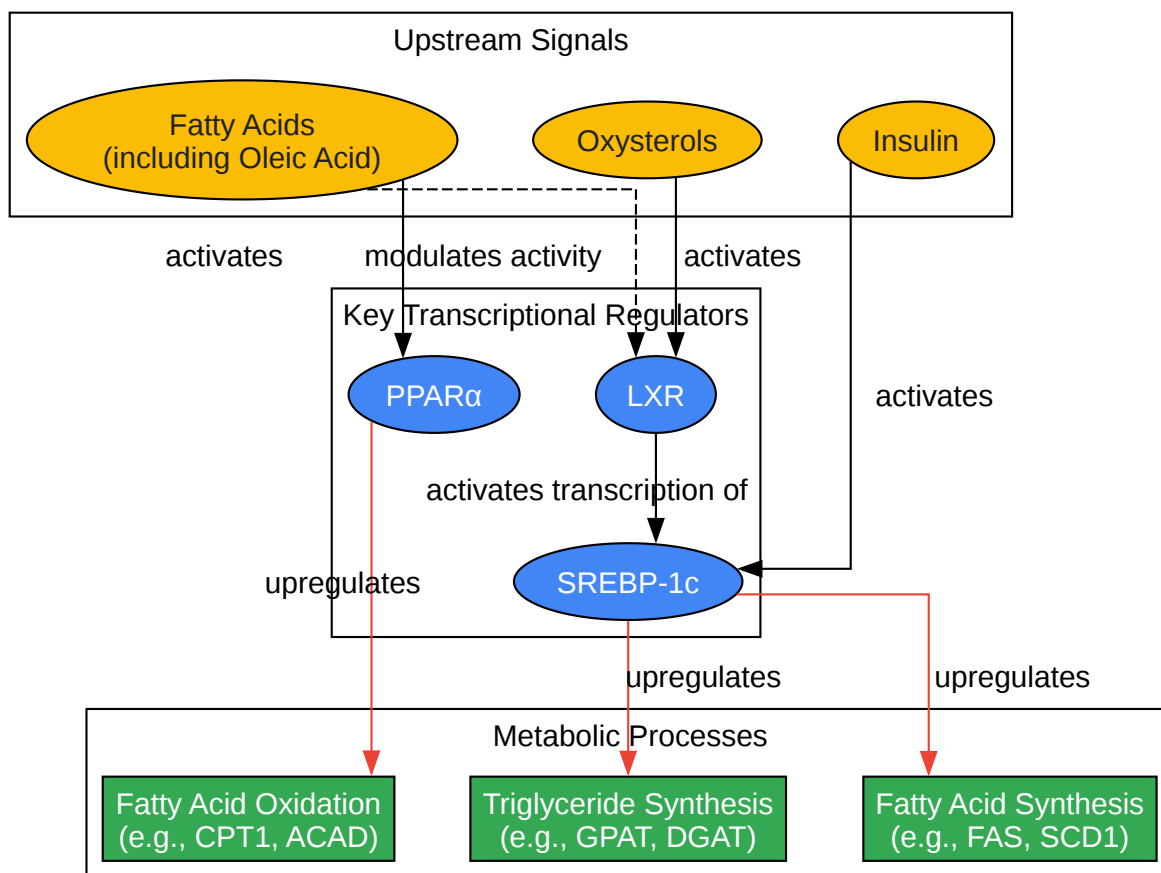 Upstream Signals
Fatty Acids
(including Oleic Acid)
Oxysterols
Insulin
activates
modulates activity
activates
Key Transcriptional Regulators
PPARα
LXR
activates
activates transcription of
upregulates
SREBP-1c
upregulates
upregulates
Metabolic Processes
Fatty Acid Oxidation
(e.g., CPT1, ACAD)
Triglyceride Synthesis
(e.g., GPAT, DGAT)
Fatty Acid Synthesis
(e.g., FAS, SCD1)